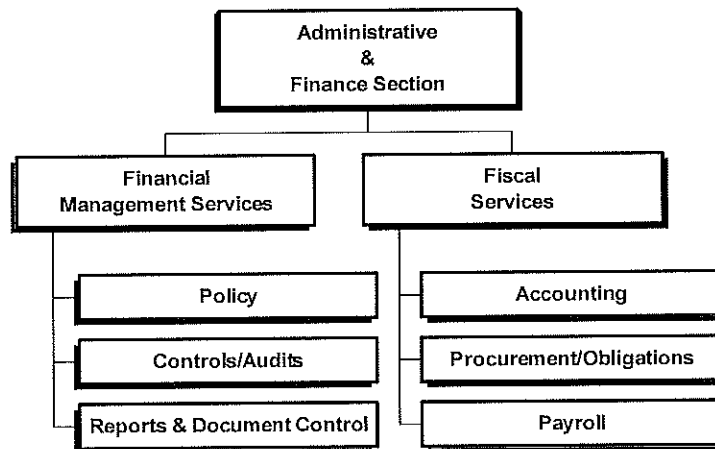 Administrative
&
Finance Section
Financial
Management Services
Fiscal
Services
Policy
Controls/Audits
Reports & Document Control
Accounting
Procurement/Obligations
Payroll